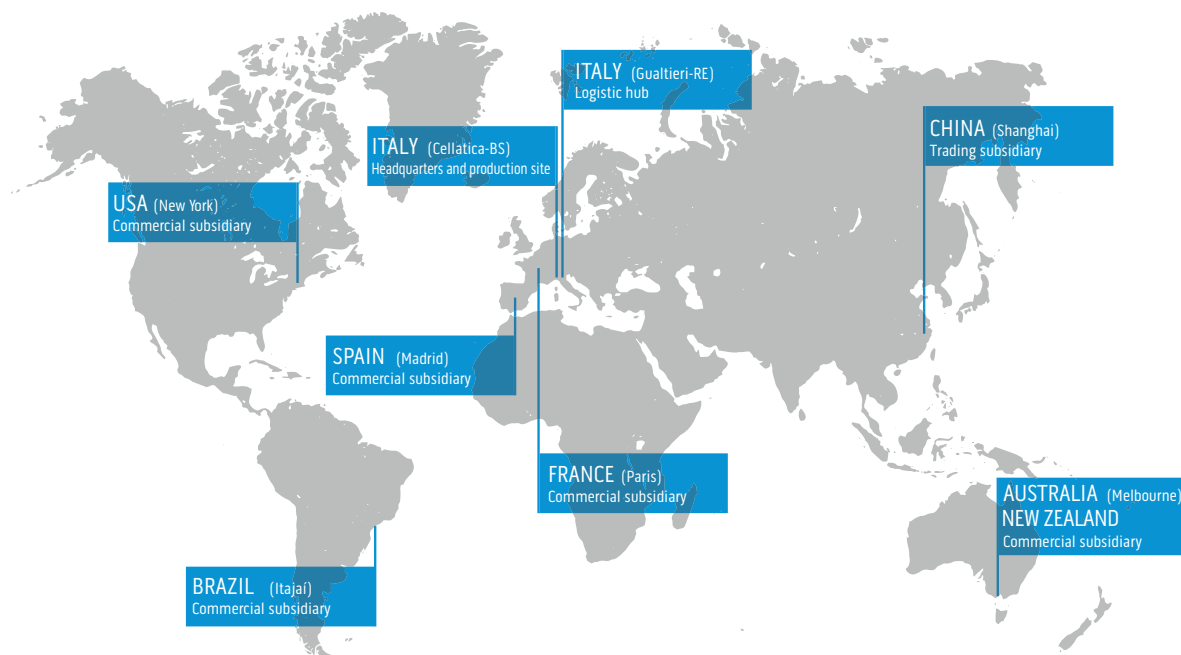 ITALY (Gualtieri-RE)
Logistic hub
CHINA (Shanghai)
Trading subsidiary
ITALY (Cellatica-BS)
Headquarters and production site
USA (New York)
Commercial subsidiary
SPAIN (Madrid)
Commercial subsidiary
FRANCE (Paris)
Commercial subsidiary
AUSTRALIA (Melbourne)
NEW ZEALAND
Commercial subsidiary
BRAZIL (Itajaí)
Commercial subsidiary